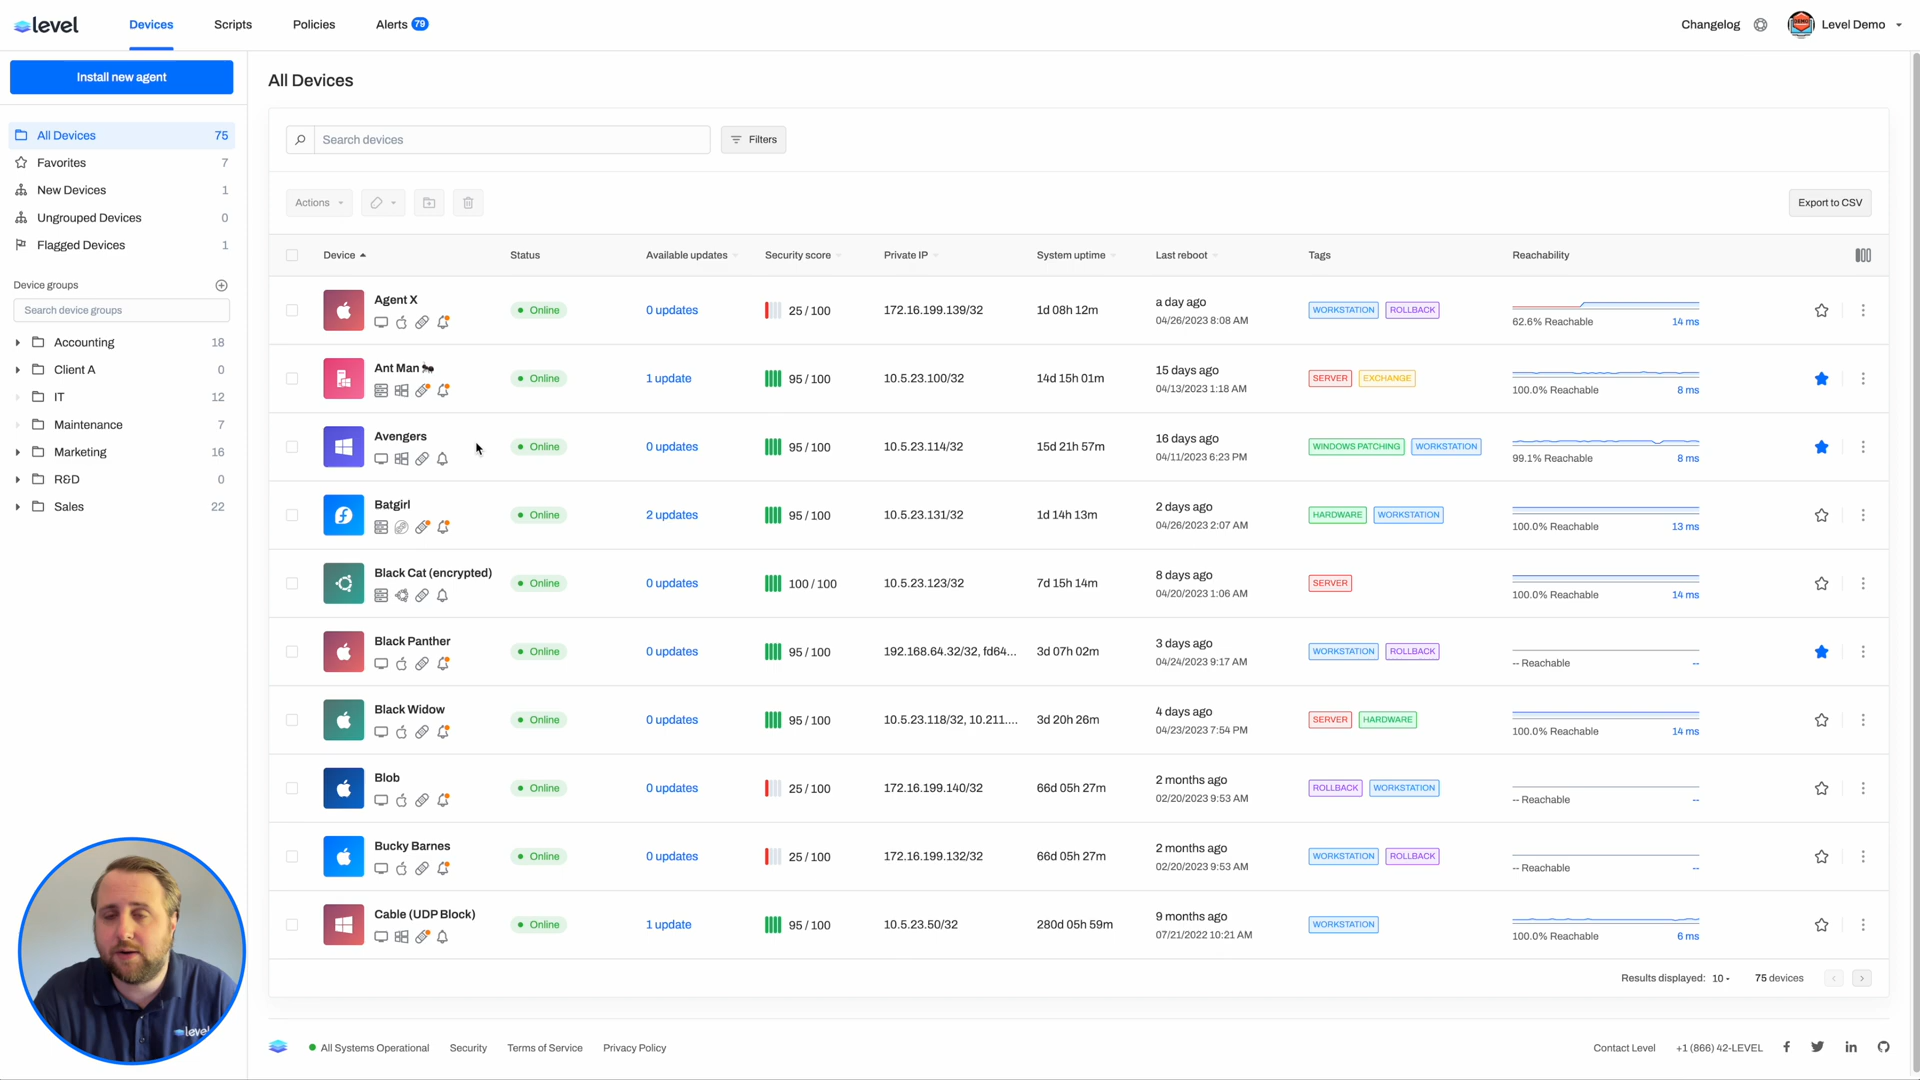 level
Devices
Scripts
Policies
Alerts 79
Changelog
Level Demo
Install new agent
All Devices 75
Favorites 7
New Devices 1
Ungrouped Devices 0
Flagged Devices 1
Device groups
Search device groups
Accounting 18
Client A 0
IT 12
Maintenance 7
Marketing 16
R&D 0
Sales 22
level
All Devices
Search devices
Filters
Actions
Export to CSV
Device Status Available updates Security score Private IP System uptime Last reboot Tags Reachability
Agent X
Online 0 updates 25 / 100 172.16.199.139/32 1d 08h 12m
a day ago
04/26/2023 8:08 AM
WORKSTATION ROLLBACK
62.6% Reachable 14 ms
Ant Man
Online 1 update 95 / 100 10.5.23.100/32 14d 15h 01m
15 days ago
04/13/2023 1:18 AM
SERVER EXCHANGE
100.0% Reachable 8 ms
Avengers
Online 0 updates 95 / 100 10.5.23.114/32 15d 21h 57m
16 days ago
04/11/2023 6:23 PM
WINDOWS PATCHING WORKSTATION
99.1% Reachable 8 ms
Batgirl
Online 2 updates 95 / 100 10.5.23.131/32 1d 14h 13m
2 days ago
04/26/2023 2:07 AM
HARDWARE WORKSTATION
100.0% Reachable 13 ms
Black Cat (encrypted)
Online 0 updates 100 / 100 10.5.23.123/32 7d 15h 14m
8 days ago
04/20/2023 1:06 AM
SERVER
100.0% Reachable 14 ms
Black Panther
Online 0 updates 95 / 100 192.168.64.32/32, fd64... 3d 07h 02m
3 days ago
04/24/2023 9:17 AM
WORKSTATION ROLLBACK
-- Reachable --
Black Widow
Online 0 updates 95 / 100 10.5.23.118/32, 10.211.... 3d 20h 26m
4 days ago
04/23/2023 7:54 PM
SERVER HARDWARE
100.0% Reachable 14 ms
Blob
Online 0 updates 25 / 100 172.16.199.140/32 66d 05h 27m
2 months ago
02/20/2023 9:53 AM
ROLLBACK WORKSTATION
-- Reachable --
Bucky Barnes
Online 0 updates 25 / 100 172.16.199.132/32 66d 05h 27m
2 months ago
02/20/2023 9:53 AM
WORKSTATION ROLLBACK
-- Reachable --
Cable (UDP Block)
Online 1 update 95 / 100 10.5.23.50/32 280d 05h 59m
9 months ago
07/21/2022 10:21 AM
WORKSTATION
100.0% Reachable 6 ms
Results displayed: 10 75 devices
All Systems Operational Security Terms of Service Privacy Policy
Contact Level +1 (866) 42-LEVEL